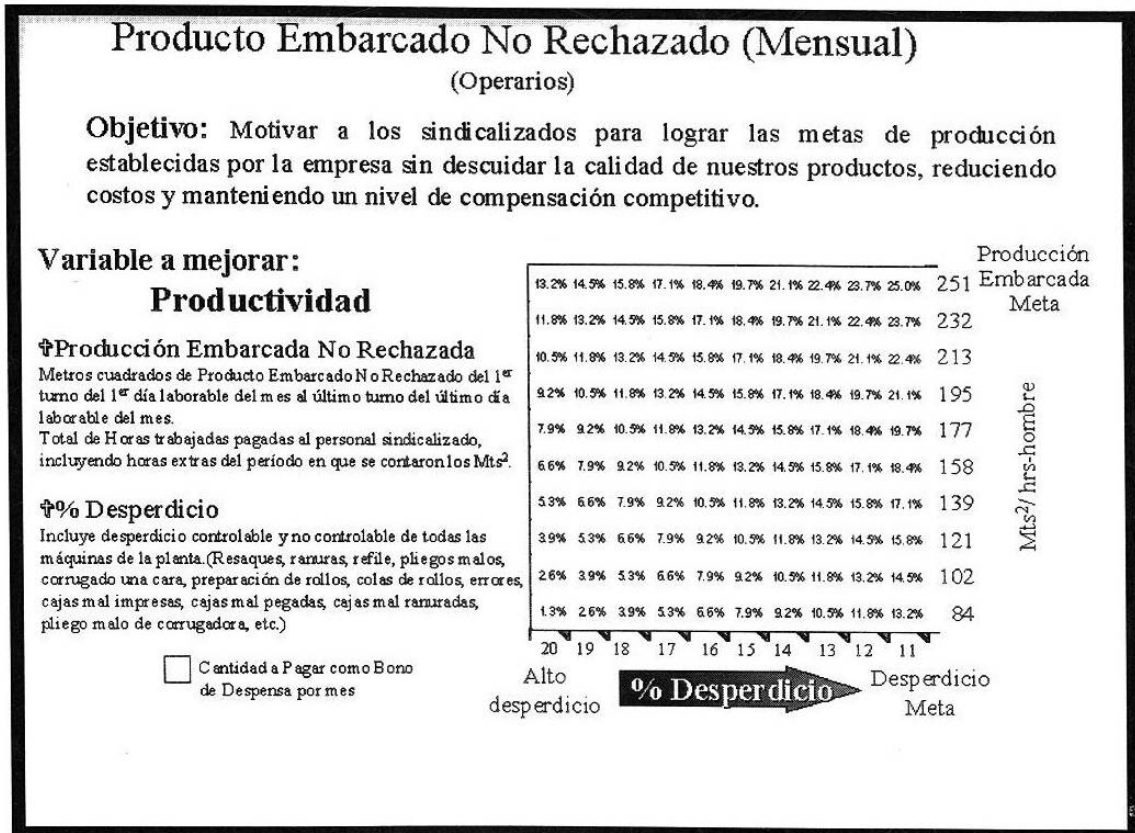 Producto Embarcado No Rechazado (Mensual)
(Operarios)
Objetivo: Motivar a los sindicalizados para lograr las metas de producción
establecidas por la empresa sin descuidar la calidad de nuestros productos, reduciendo
costos y manteniendo un nivel de compensación competitivo.
Variable a mejorar:
Productividad
✞Producción Embarcada No Rechazada
Metros cuadrados de Producto Embarcado No Rechazado del 1er
turno del 1er día laborable del mes al último turno del último día
laborable del mes.
Total de Horas trabajadas pagadas al personal sindicalizado,
incluyendo horas extras del período en que se contaron los Mts².
✞% Desperdicio
Incluye desperdicio controlable y no controlable de todas las
máquinas de la planta.(Resaques, ranuras, refile, pliegos malos,
corrugado una cara, preparación de rollos, colas de rollos, errores,
cajas mal impresas, cajas mal pegadas, cajas mal ranuradas,
pliego malo de corrugadora, etc.)
Cantidad a Pagar como Bono
de Despensa por mes
Producción
Embarcada
Meta
13.2% 14.5% 15.8% 17.1% 18.4% 19.7% 21.1% 22.4% 23.7% 25.0% 251
11.8% 13.2% 14.5% 15.8% 17.1% 18.4% 19.7% 21.1% 22.4% 23.7% 232
10.5% 11.8% 13.2% 14.5% 15.8% 17.1% 18.4% 19.7% 21.1% 22.4% 213
9.2% 10.5% 11.8% 13.2% 14.5% 15.8% 17.1% 18.4% 19.7% 21.1% 195
7.9% 9.2% 10.5% 11.8% 13.2% 14.5% 15.8% 17.1% 18.4% 19.7% 177
6.6% 7.9% 9.2% 10.5% 11.8% 13.2% 14.5% 15.8% 17.1% 18.4% 158
5.3% 6.6% 7.9% 9.2% 10.5% 11.8% 13.2% 14.5% 15.8% 17.1% 139
3.9% 5.3% 6.6% 7.9% 9.2% 10.5% 11.8% 13.2% 14.5% 15.8% 121
2.6% 3.9% 5.3% 6.6% 7.9% 9.2% 10.5% 11.8% 13.2% 14.5% 102
1.3% 2.6% 3.9% 5.3% 6.6% 7.9% 9.2% 10.5% 11.8% 13.2% 84
Mts²/ hrs-hombre
20 19 18 17 16 15 14 13 12 11
Alto
desperdicio
% Desperdicio
Desperdicio
Meta